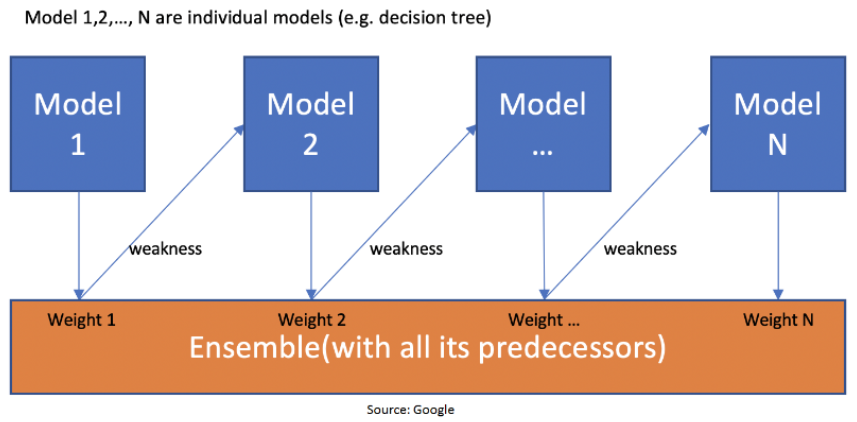 Model 1,2,…, N are individual models (e.g. decision tree)
Model
1
Model
2
Model
…
Model
N
weakness
weakness
weakness
Weight 1
Weight 2
Weight …
Weight N
Ensemble(with all its predecessors)
Source: Google